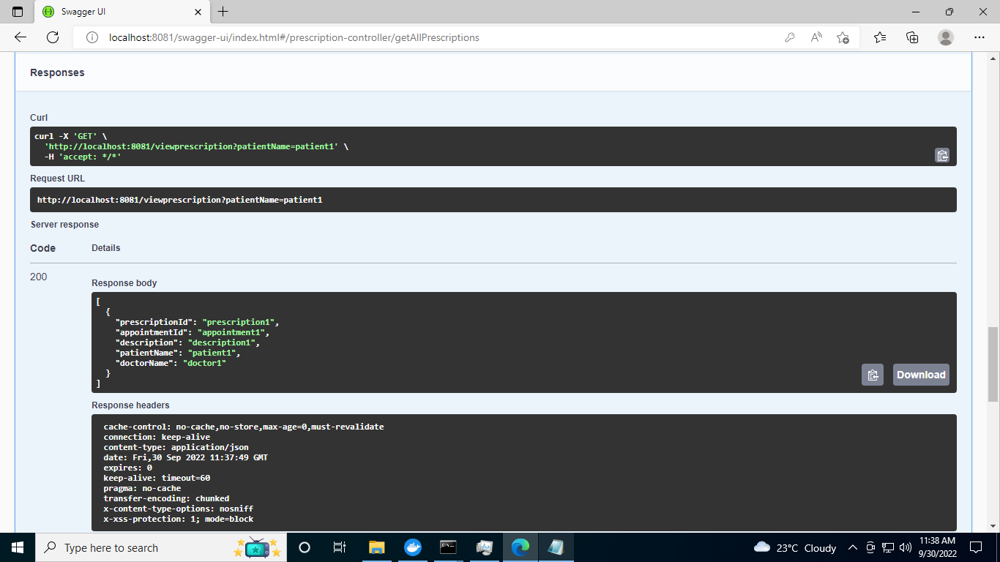 Swagger UI
localhost:8081/swagger-ui/index.html#/prescription-controller/getAllPrescriptions
Responses
Curl
curl -X 'GET' \
'http://localhost:8081/viewprescription?patientName=patient1' \
-H 'accept: */*'
Request URL
http://localhost:8081/viewprescription?patientName=patient1
Server response
Code Details
200
Response body
[
{
"prescriptionId": "prescription1",
"appointmentId": "appointment1",
"description": "description1",
"patientName": "patient1",
"doctorName": "doctor1"
}
]
Download
Response headers
cache-control: no-cache,no-store,max-age=0,must-revalidate
connection: keep-alive
content-type: application/json
date: Fri,30 Sep 2022 11:37:49 GMT
expires: 0
keep-alive: timeout=60
pragma: no-cache
transfer-encoding: chunked
x-content-type-options: nosniff
x-xss-protection: 1; mode=block
Type here to search
23°C Cloudy
11:38 AM
9/30/2022